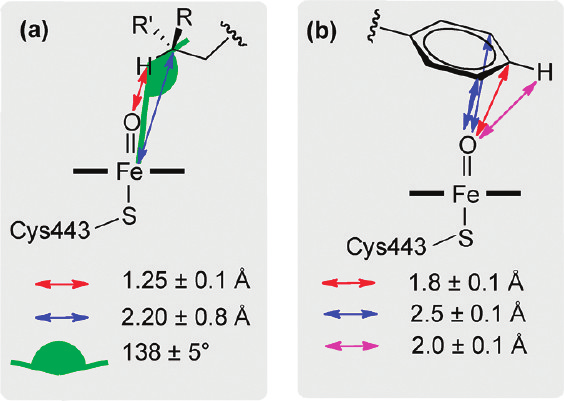 (a)
R' R
H
O
Fe
S
Cys443
1.25 ± 0.1 Å
2.20 ± 0.8 Å
138 ± 5°
(b)
H
O
Fe
S
Cys443
1.8 ± 0.1 Å
2.5 ± 0.1 Å
2.0 ± 0.1 Å